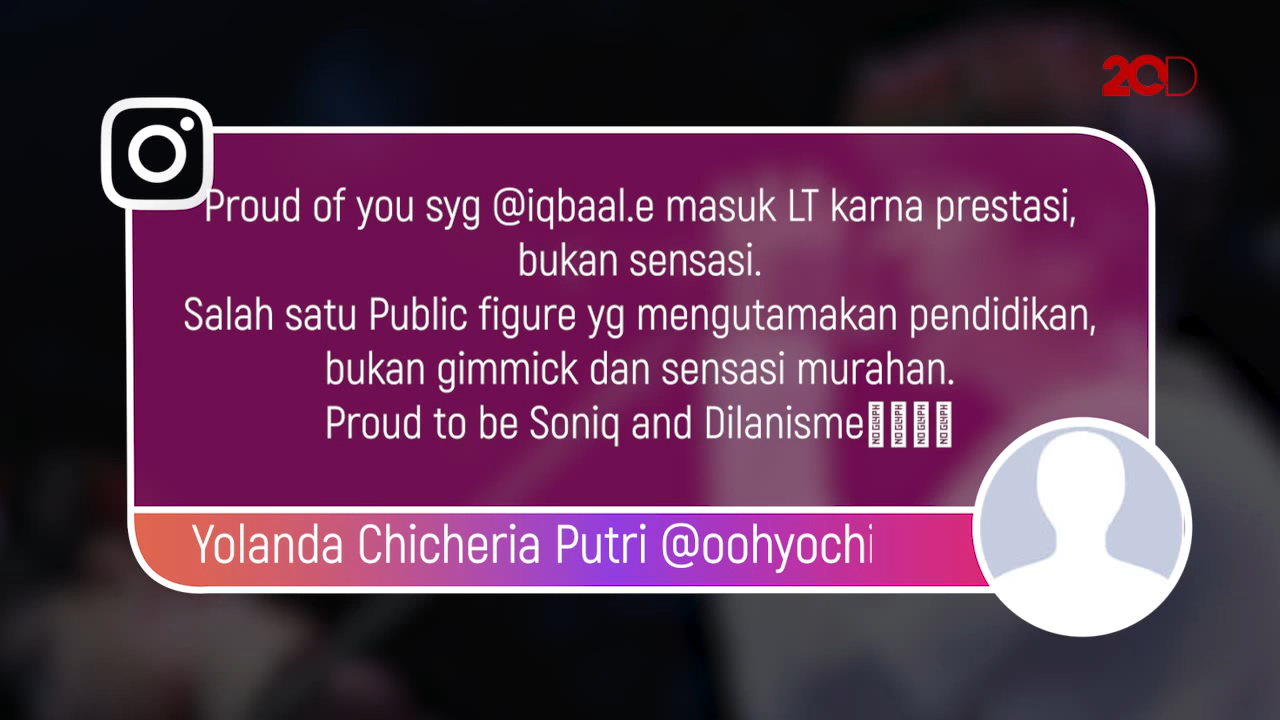 20D
Proud of you syg @iqbaal.e masuk LT karna prestasi,
bukan sensasi.
Salah satu Public figure yg mengutamakan pendidikan,
bukan gimmick dan sensasi murahan.
Proud to be Soniq and Dilanisme
Yolanda Chicheria Putri @oohyochi